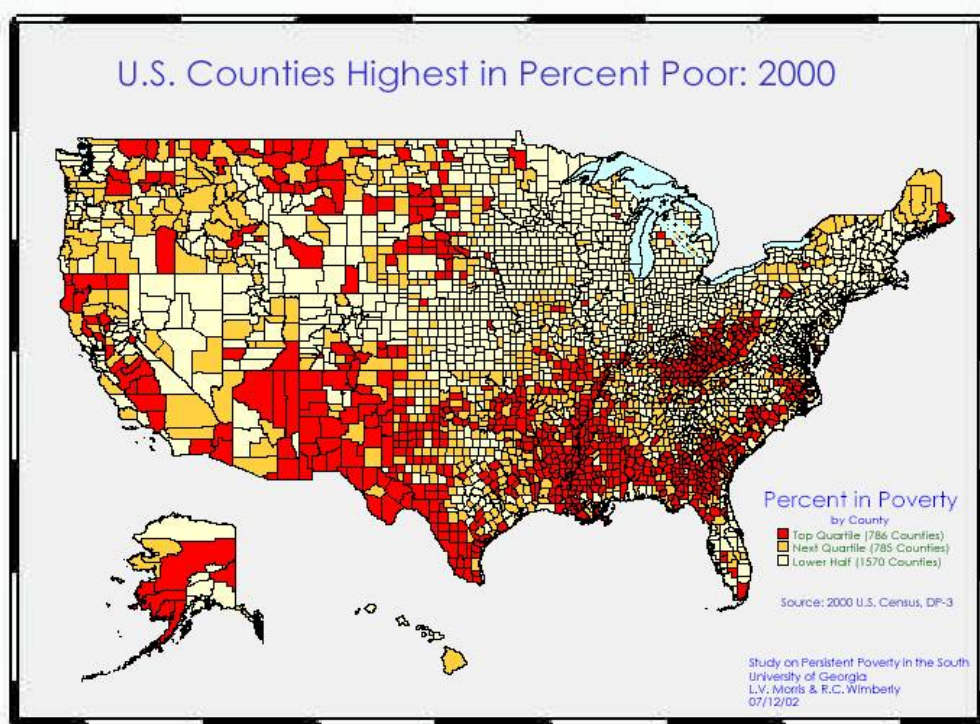 U.S. Counties Highest in Percent Poor: 2000
Percent in Poverty
by County
Top Quartile (786 Counties)
Next Quartile (785 Counties)
Lower Half (1570 Counties)
Source: 2000 U.S. Census, DP-3
Study on Persistent Poverty in the South
University of Georgia
L.V. Morris & R.C. Wimberly
07/12/02